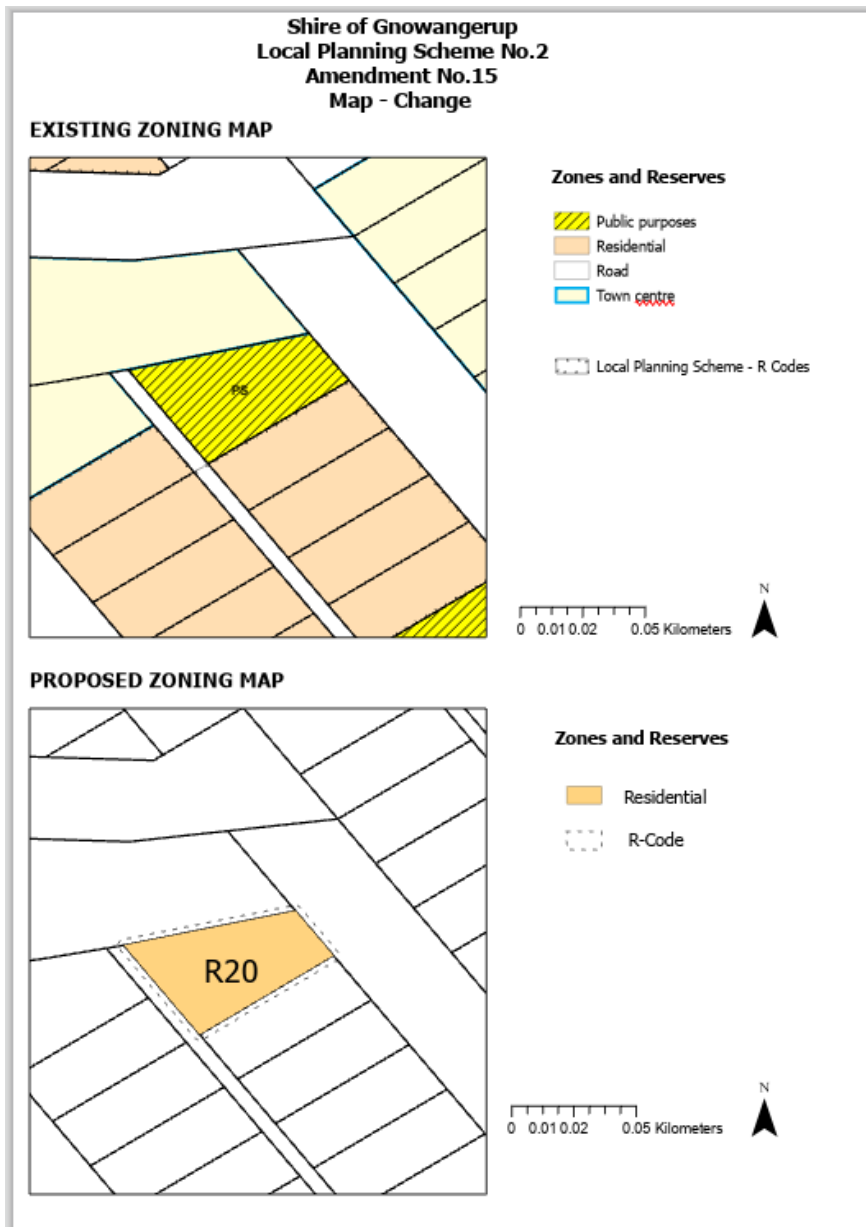 Shire of Gnowangerup
Local Planning Scheme No.2
Amendment No.15
Map - Change
EXISTING ZONING MAP
PS
Zones and Reserves
Public purposes
Residential
Road
Town centre
Local Planning Scheme - R Codes
N
0 0.01 0.02 0.05 Kilometers
PROPOSED ZONING MAP
R20
Zones and Reserves
Residential
R-Code
N
0 0.01 0.02 0.05 Kilometers